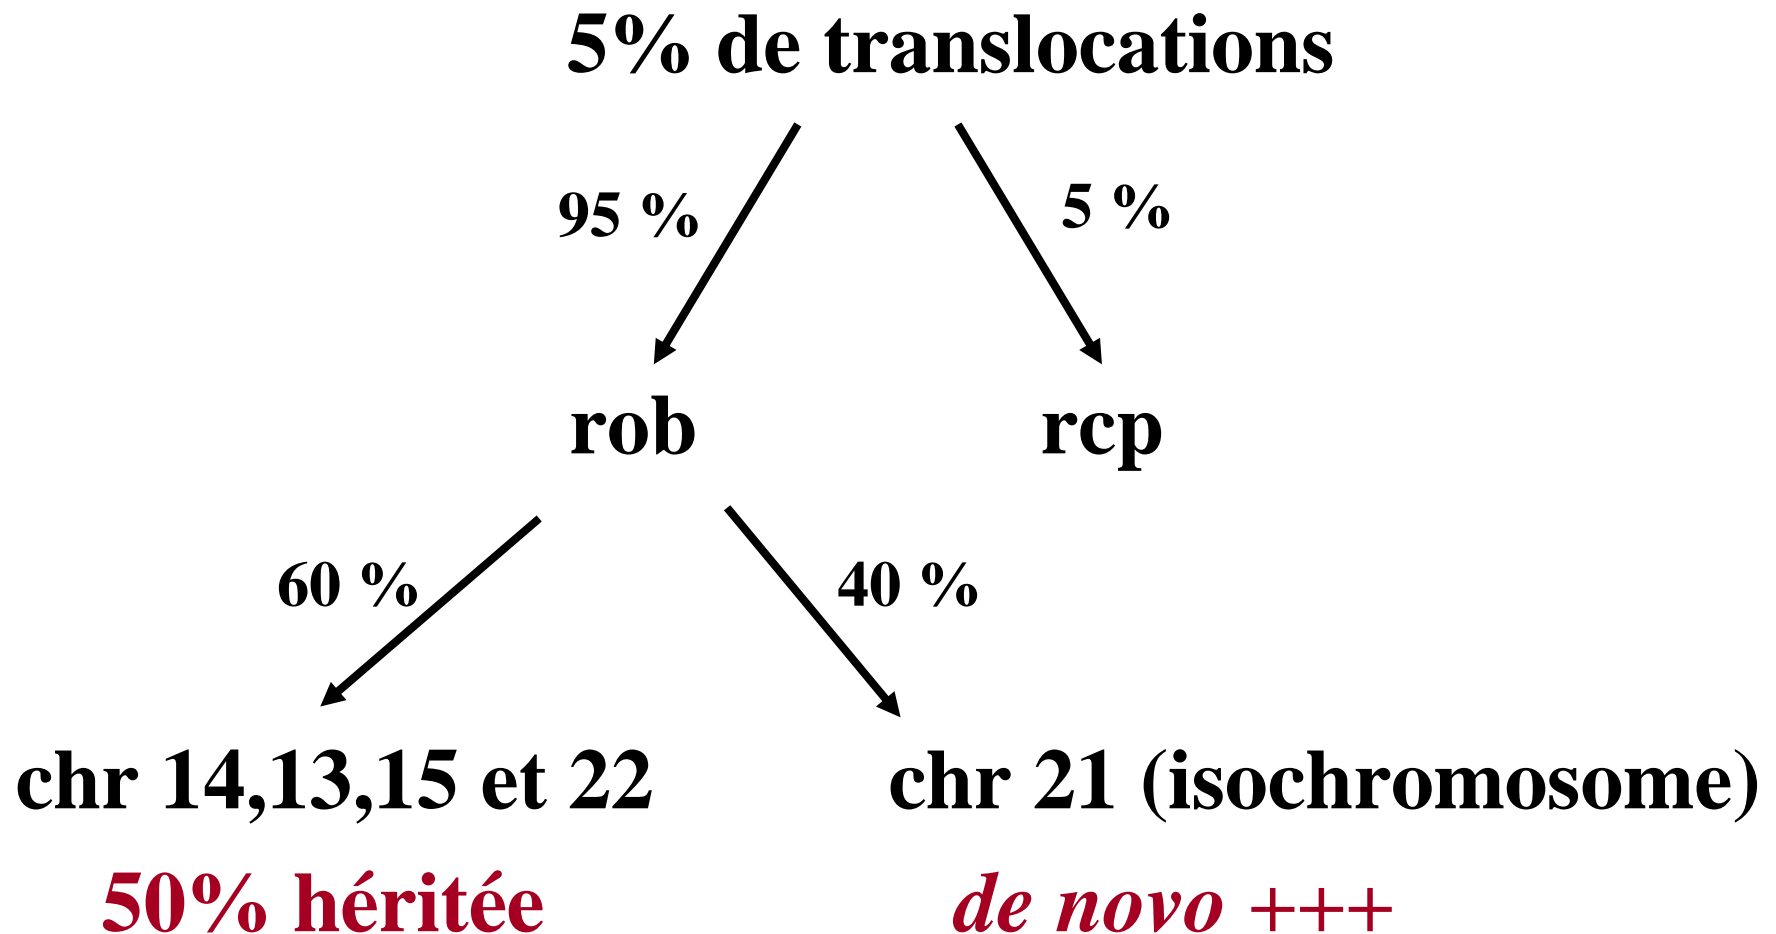 5% de translocations
95 %
5 %
rob
rcp
60 %
40 %
chr 14,13,15 et 22
chr 21 (isochromosome)
50% héritée
de novo +++